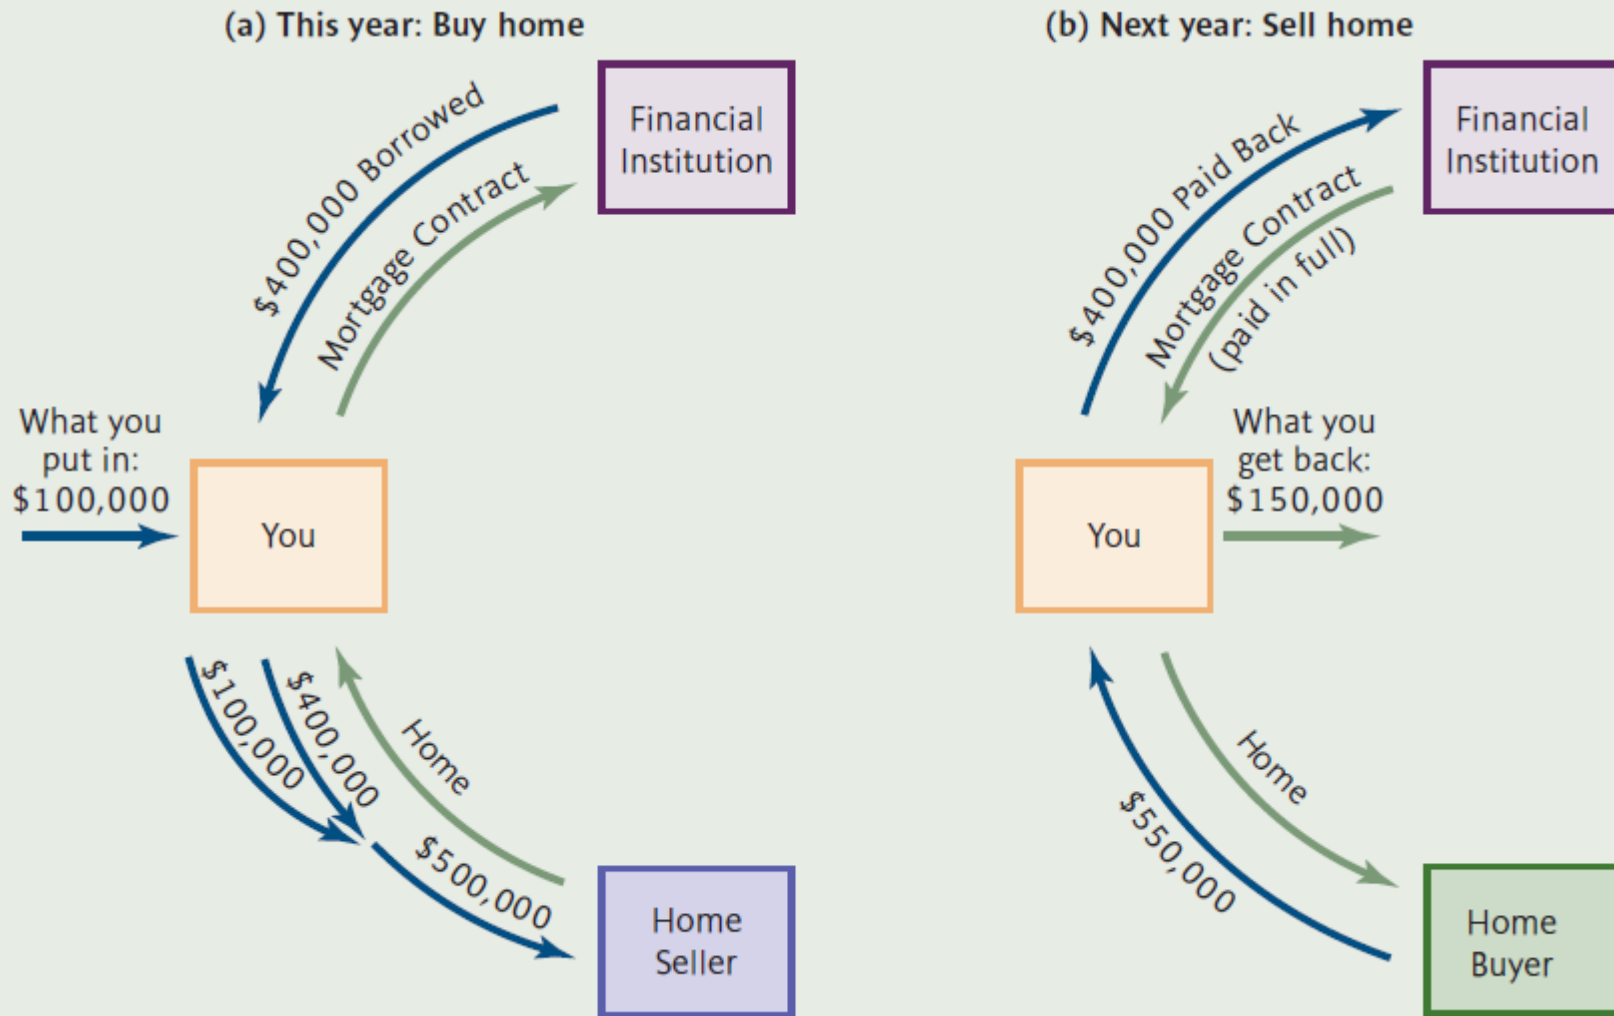 (a) This year: Buy home
$400,000 Borrowed
Mortgage Contract
Financial
Institution
What you
put in:
$100,000
You
$100,000
$400,000
Home
$500,000
Home
Seller
(b) Next year: Sell home
$400,000 Paid Back
Mortgage Contract
(paid in full)
Financial
Institution
You
What you
get back:
$150,000
Home
$550,000
Home
Buyer